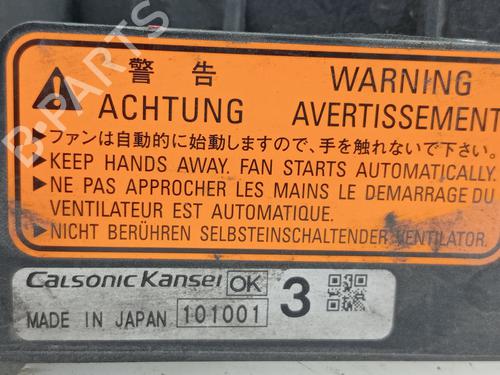 警告 WARNING
ACHTUNG AVERTISSEMENT
▶ファンは自動的に始動しますので、手を触れないで下さい。
▶KEEP HANDS AWAY. FAN STARTS AUTOMATICALLY.
▶NE PAS APPROCHER LES MAINS LE DEMARRAGE DU
VENTILATEUR EST AUTOMATIQUE.
▶NICHT BERÜHREN SELBSTEINSCHALTENDER VENTILATOR.
CALSONIC KANSEI OK 3
MADE IN JAPAN 101001
B-PARTS